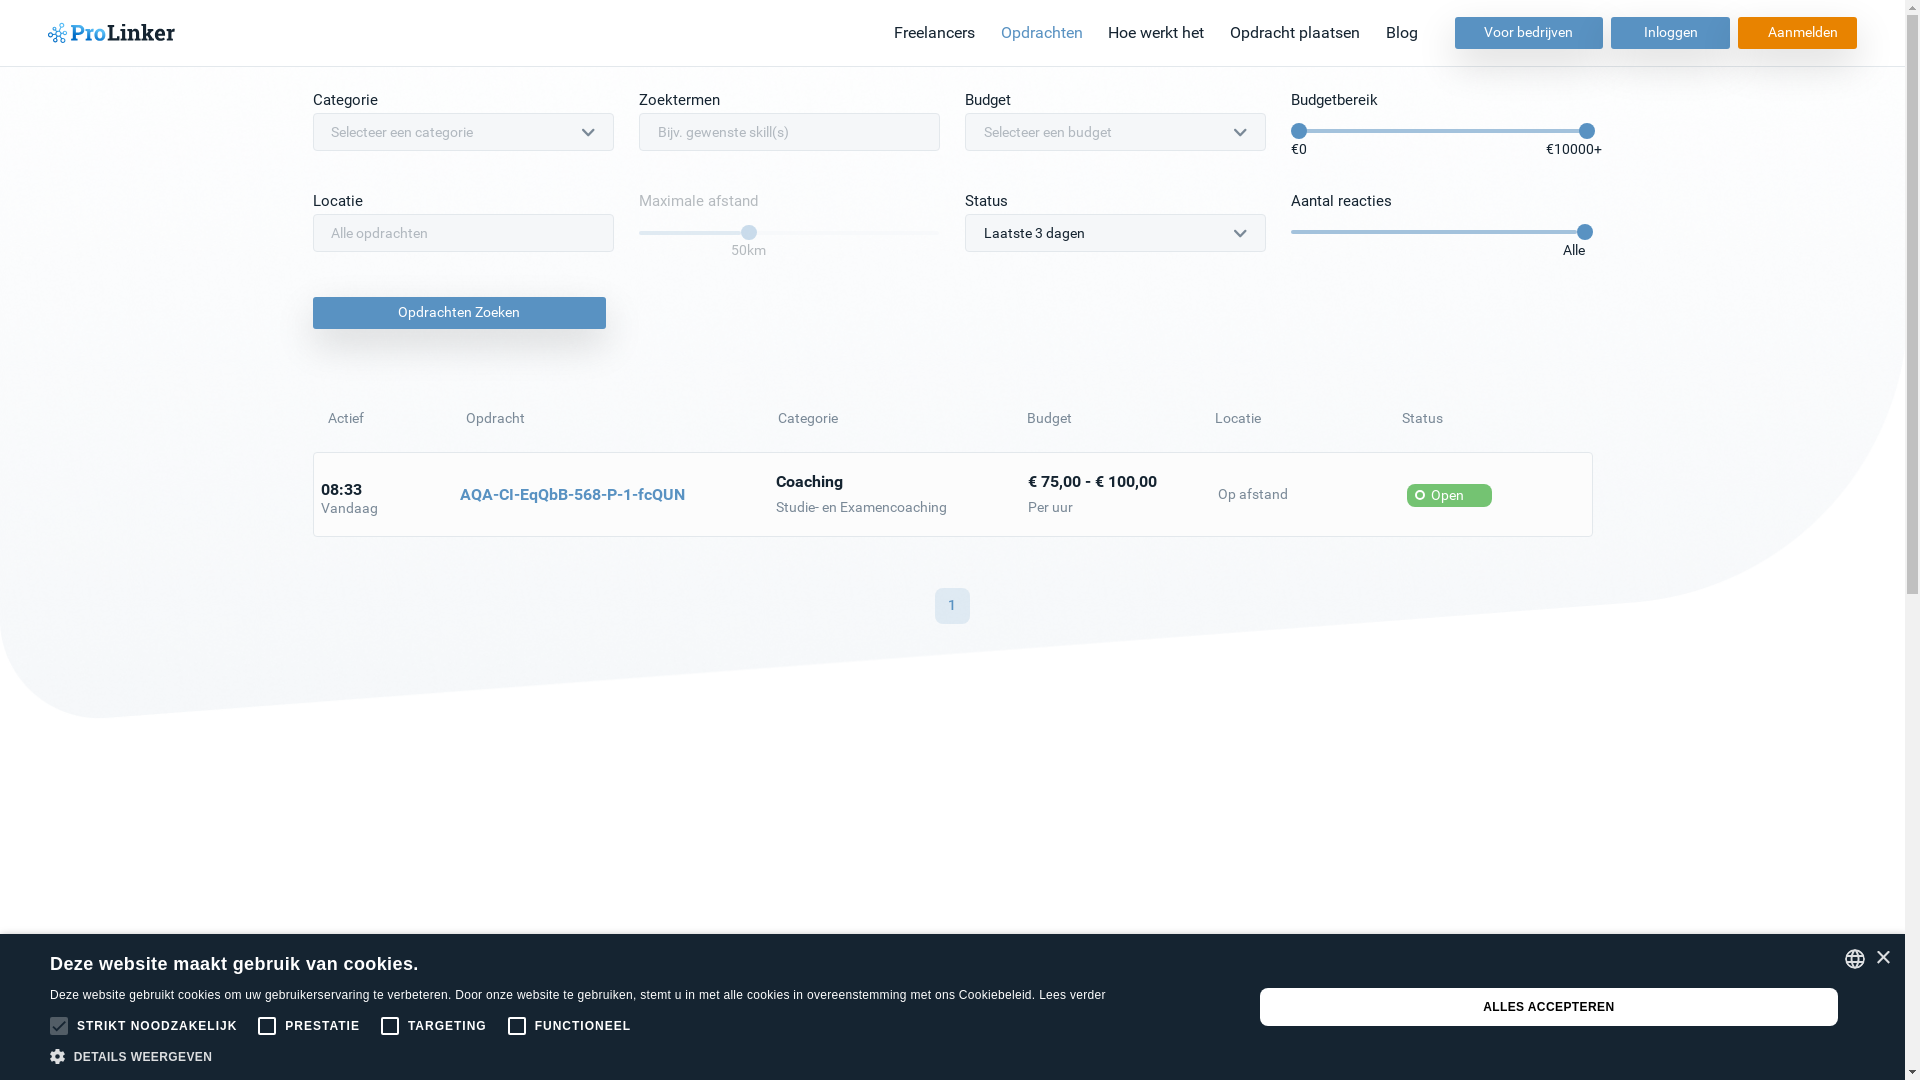 ProLinker
Freelancers
Opdrachten
Hoe werkt het
Opdracht plaatsen
Blog
Voor bedrijven
Inloggen
Aanmelden
Categorie
Selecteer een categorie
Zoektermen
Bijv. gewenste skill(s)
Budget
Selecteer een budget
Budgetbereik
€0
€10000+
Locatie
Alle opdrachten
Maximale afstand
50km
Status
Laatste 3 dagen
Aantal reacties
Alle
Opdrachten Zoeken
Actief
Opdracht
Categorie
Budget
Locatie
Status
08:33
Vandaag
AQA-CI-EqQbB-568-P-1-fcQUN
Coaching
Studie- en Examencoaching
€ 75,00 - € 100,00
Per uur
Op afstand
Open
1
Deze website maakt gebruik van cookies.
Deze website gebruikt cookies om uw gebruikerservaring te verbeteren. Door onze website te gebruiken, stemt u in met alle cookies in overeenstemming met ons Cookiebeleid. Lees verder
STRIKT NOODZAKELIJK
PRESTATIE
TARGETING
FUNCTIONEEL
DETAILS WEERGEVEN
ALLES ACCEPTEREN